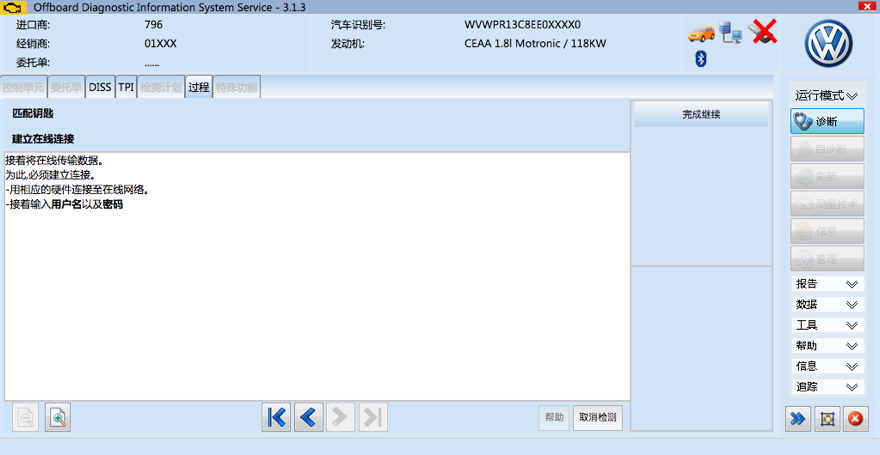 Offboard Diagnostic Information System Service - 3.1.3
进口商: 796 汽车识别号: WVWPR13C8EE0XXXX0
经销商: 01XXX 发动机: CEAA 1.8l Motronic / 118KW
委托单: ......
控制单元 委托单 DISS TPI 检测计划 过程 特殊功能
运行模式
匹配钥匙
完成继续
诊断
建立在线连接
自诊断
接着将在线传输数据。
为此,必须建立连接。
-用相应的硬件连接至在线网络。
-接着输入用户名以及密码
刷新
测量技术
信息
管理
报告
数据
工具
帮助
信息
追踪
帮助 取消检测